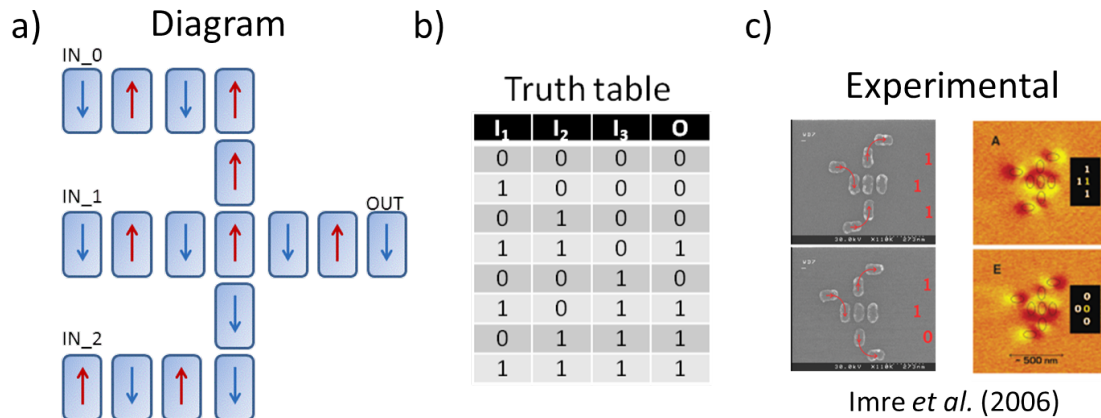 a)
Diagram
b)
c)
IN_0
Experimental
Truth table
I1 I2 I3 O
0 0 0 0
1 0 0 0
0 1 0 0
1 1 0 1
0 0 1 0
1 0 1 1
0 1 1 1
1 1 1 1
IN_1
OUT
IN_2
1
1
1
A
1
1 1
1
1
1
0
E
0
0 0
0
~ 500 nm
Imre et al. (2006)